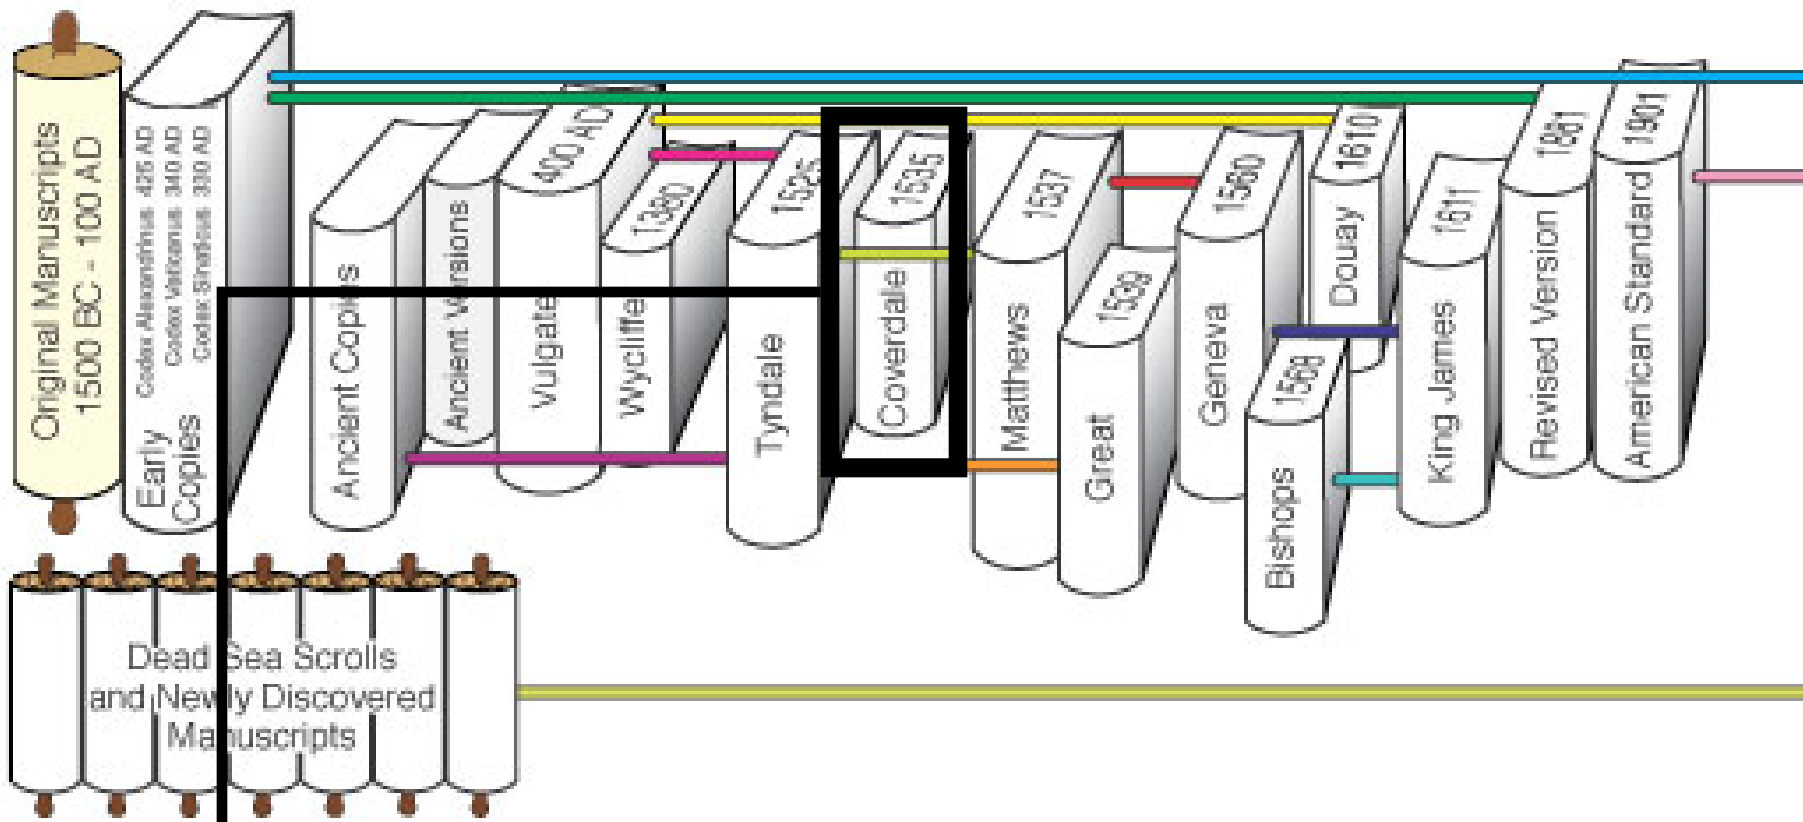 Original Manuscripts
1500 BC - 100 AD
Early
Copies
Codex Alexandrinus 425 AD
Codex Vaticanus 340 AD
Codex Sinaticus 330 AD
Ancient Copies
Ancient Versions
400 AD
Vulgate
1380
Wycliffe
1525
Tyndale
1535
Coverdale
1537
Matthews
1539
Great
1560
Geneva
1568
Bishops
1610
Douay
1611
King James
1881
Revised Version
1901
American Standard
Dead Sea Scrolls
and Newly Discovered
Manuscripts